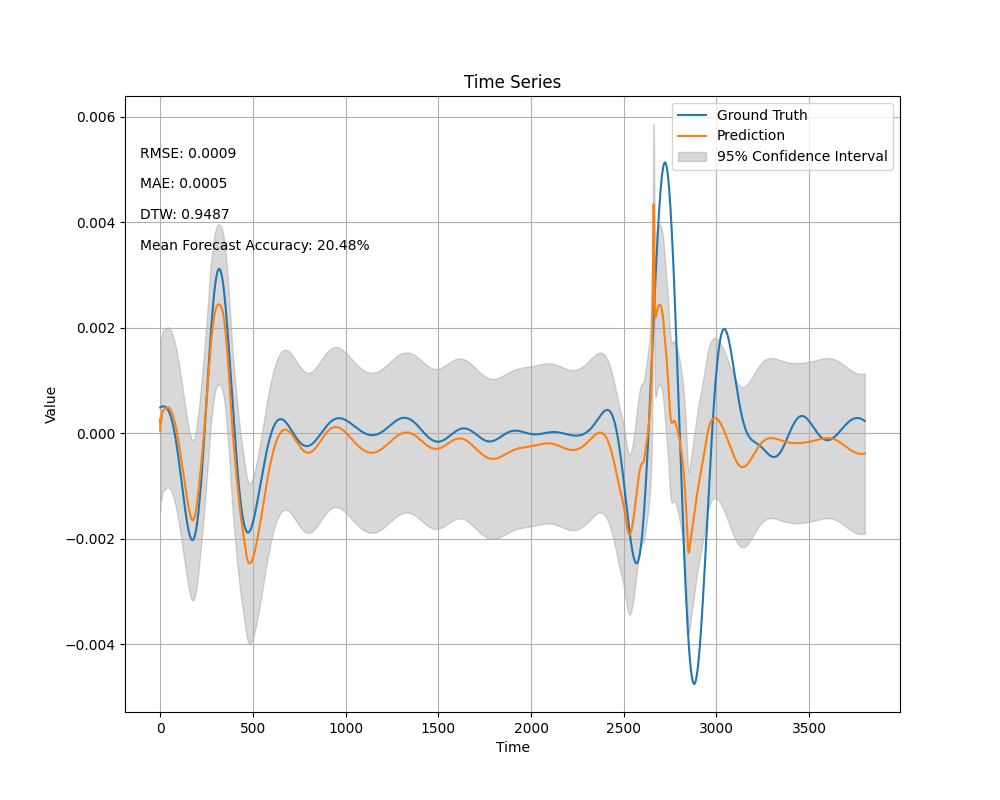 Time Series
Ground Truth
Prediction
95% Confidence Interval
RMSE: 0.0009
MAE: 0.0005
DTW: 0.9487
Mean Forecast Accuracy: 20.48%
Value
0.006
0.004
0.002
0.000
−0.002
−0.004
0 500 1000 1500 2000 2500 3000 3500
Time